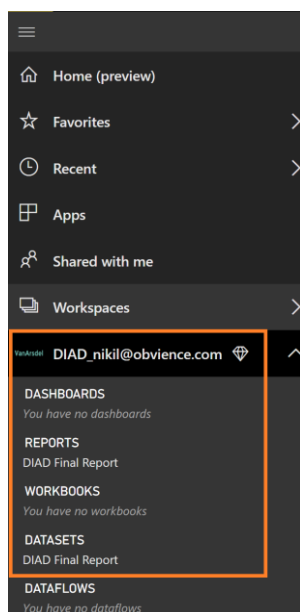 Home (preview)
Favorites
Recent
Apps
Shared with me
Workspaces
VanArsdel DIAD_nikil@obvience.com
DASHBOARDS
You have no dashboards
REPORTS
DIAD Final Report
WORKBOOKS
You have no workbooks
DATASETS
DIAD Final Report
DATAFLOWS
You have no dataflows